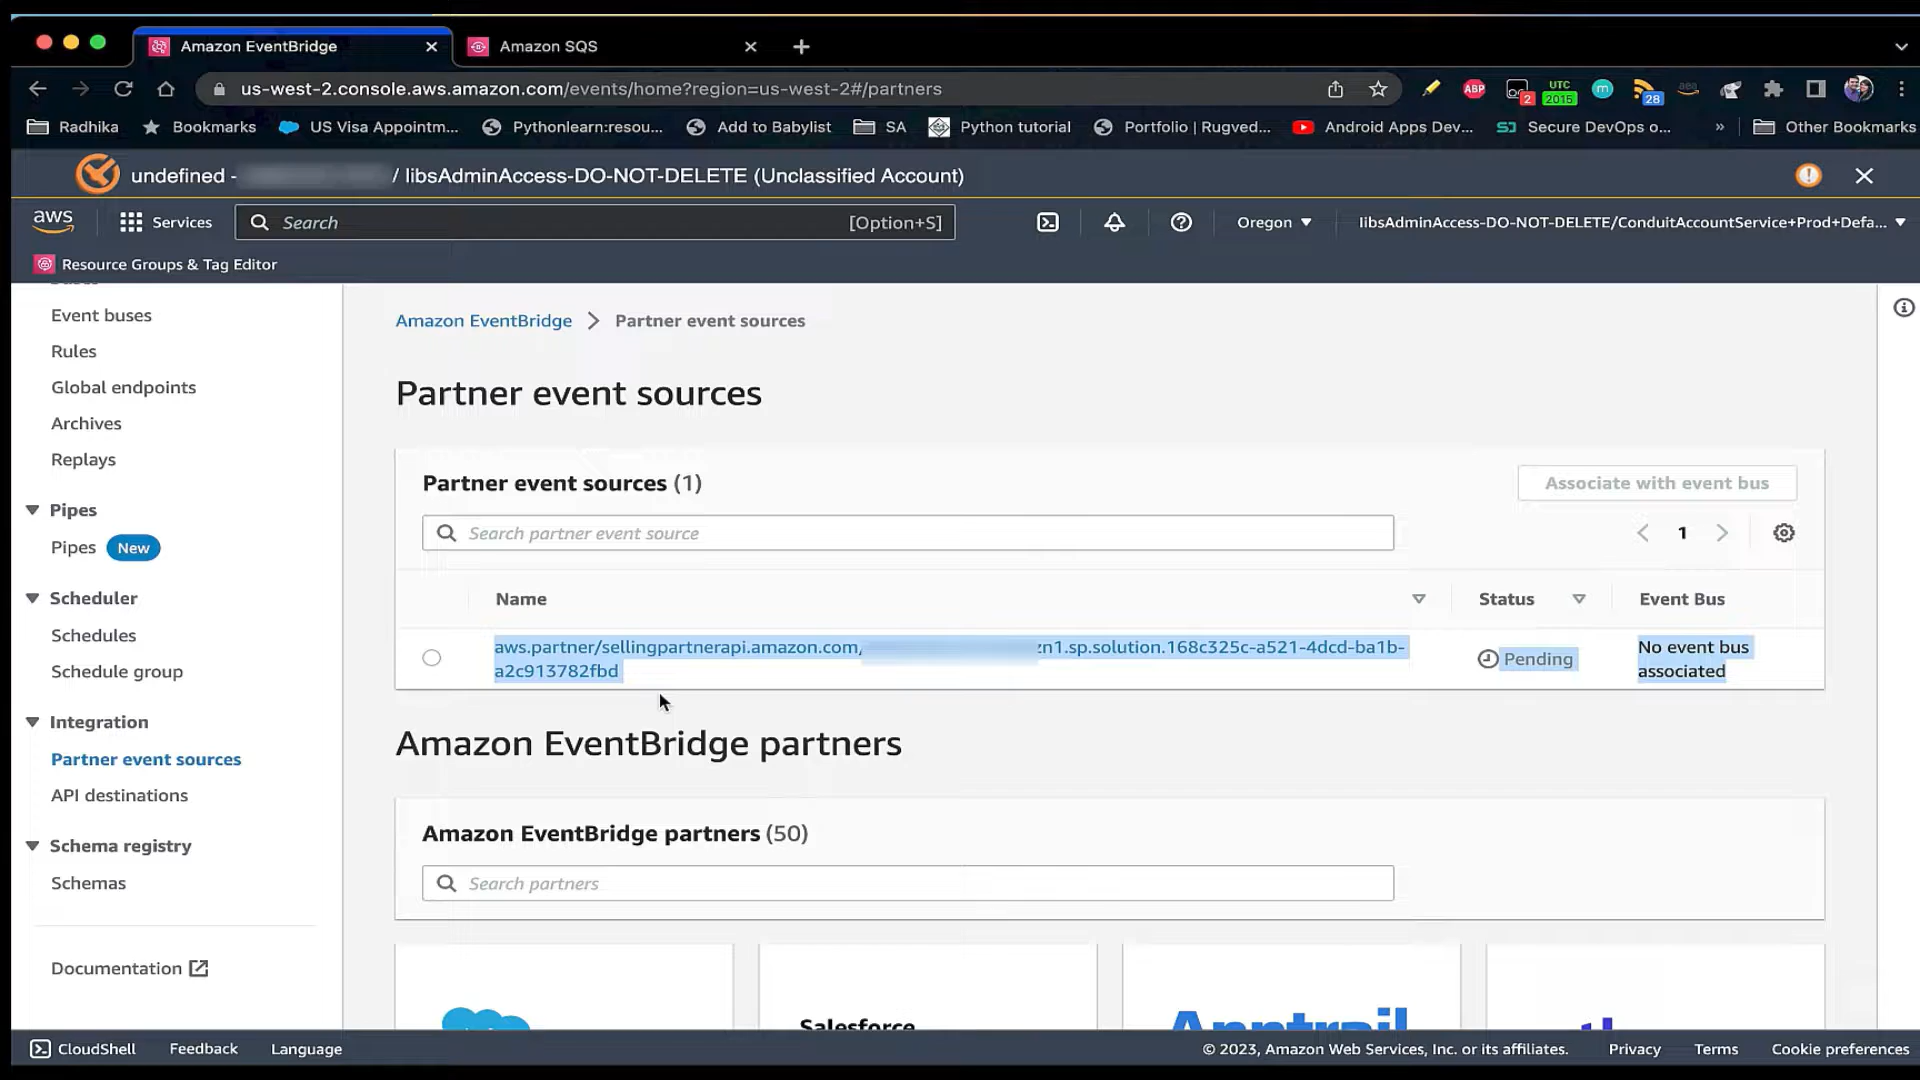 Amazon EventBridge
Amazon SQS
us-west-2.console.aws.amazon.com/events/home?region=us-west-2#/partners
ABP
2
UTC
2015
m
28
aws
Radhika
Bookmarks
US Visa Appointm...
Pythonlearn:resou...
Add to Babylist
SA
Python tutorial
Portfolio | Rugved...
Android Apps Dev...
Secure DevOps o...
»
Other Bookmarks
undefined -
/ libsAdminAccess-DO-NOT-DELETE (Unclassified Account)
aws
Services
Search
[Option+S]
Oregon
libsAdminAccess-DO-NOT-DELETE/ConduitAccountService+Prod+Defa...
Resource Groups & Tag Editor
Event buses
Rules
Global endpoints
Archives
Replays
Pipes
Pipes New
Scheduler
Schedules
Schedule group
Integration
Partner event sources
API destinations
Schema registry
Schemas
Documentation
Amazon EventBridge > Partner event sources
Partner event sources
Partner event sources (1)
Associate with event bus
Search partner event source
1
Name
Status
Event Bus
aws.partner/sellingpartnerapi.amazon.com/
zn1.sp.solution.168c325c-a521-4dcd-ba1b-
a2c913782fbd
Pending
No event bus
associated
Amazon EventBridge partners
Amazon EventBridge partners (50)
Search partners
Salesforce
Apptrail
CloudShell
Feedback
Language
© 2023, Amazon Web Services, Inc. or its affiliates.
Privacy
Terms
Cookie preferences